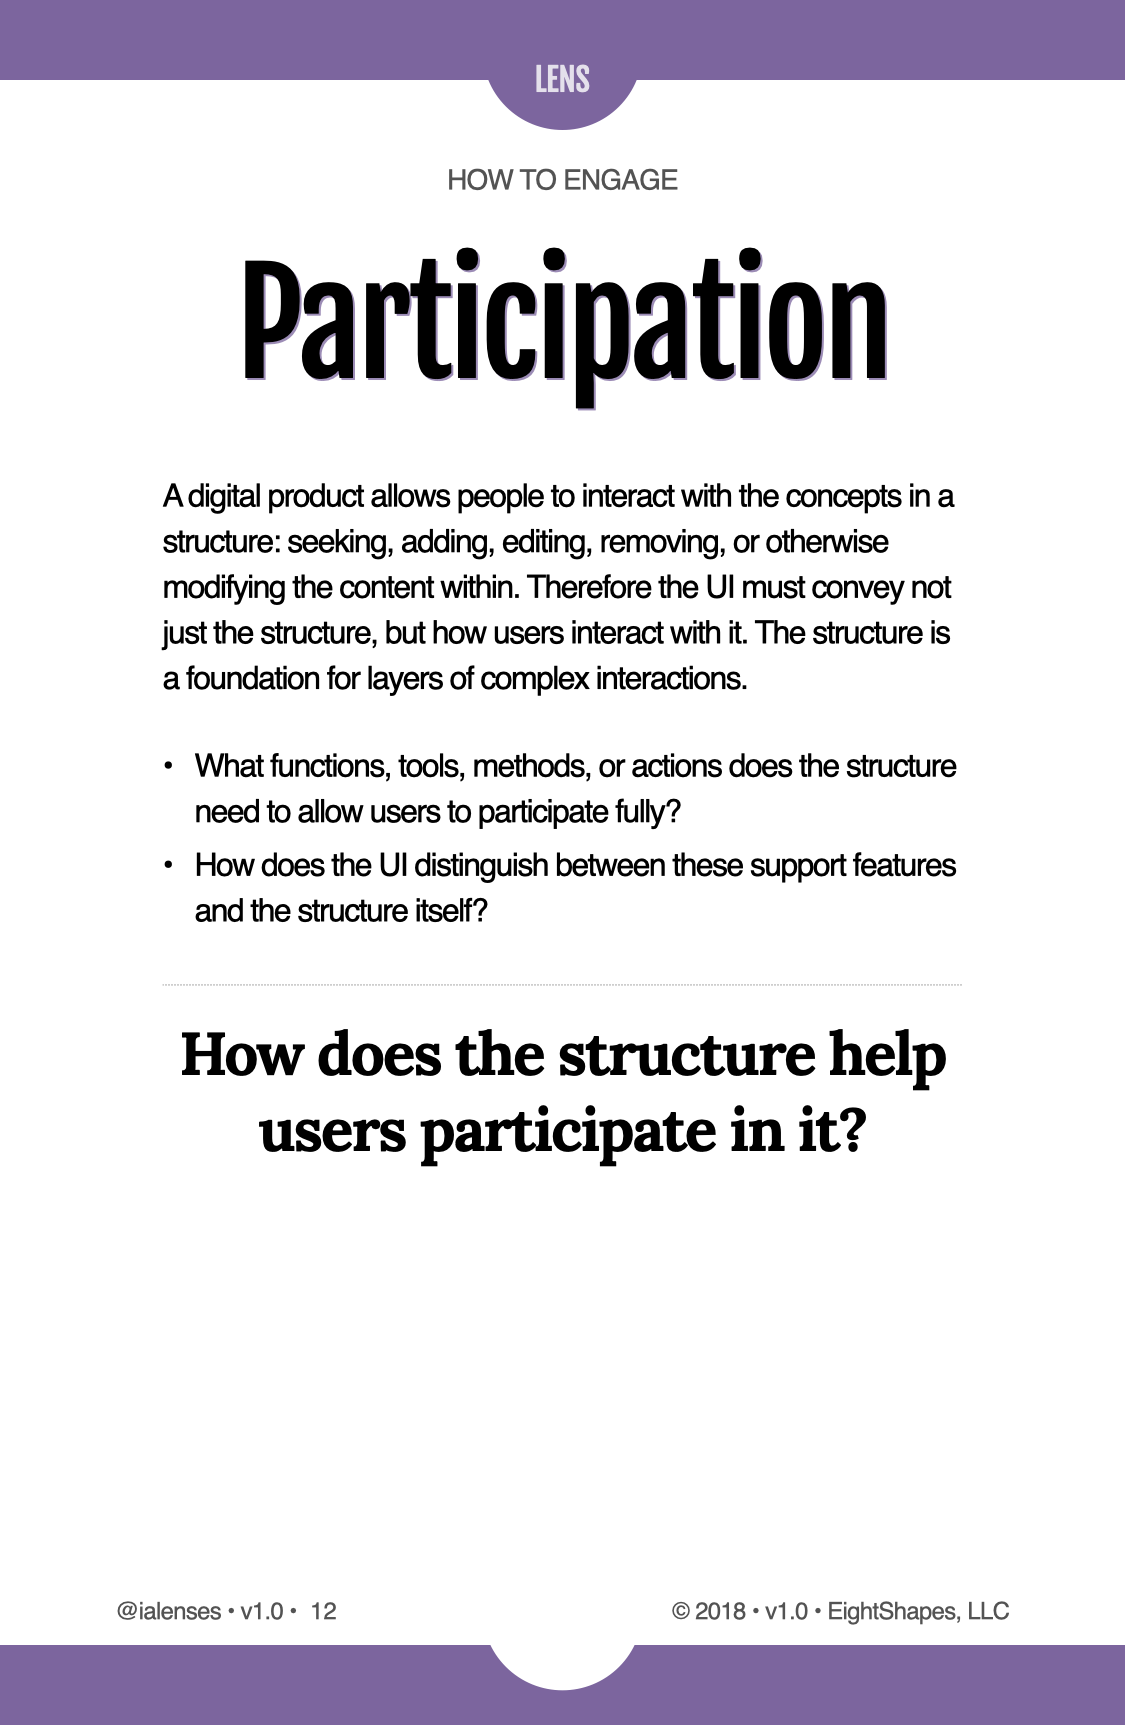 LENS
HOW TO ENGAGE
Participation
A digital product allows people to interact with the concepts in a
structure: seeking, adding, editing, removing, or otherwise
modifying the content within. Therefore the UI must convey not
just the structure, but how users interact with it. The structure is
a foundation for layers of complex interactions.
• What functions, tools, methods, or actions does the structure
need to allow users to participate fully?
• How does the UI distinguish between these support features
and the structure itself?
How does the structure help
users participate in it?
@ialenses • v1.0 • 12
© 2018 • v1.0 • EightShapes, LLC